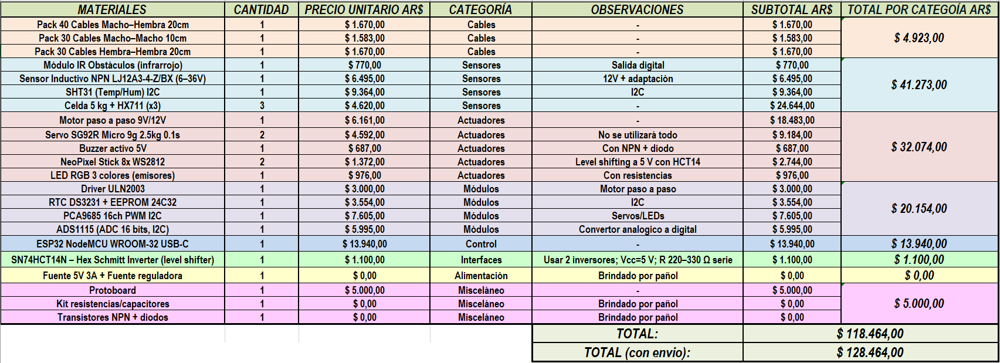 MATERIALES CANTIDAD PRECIO UNITARIO AR$ CATEGORÍA OBSERVACIONES SUBTOTAL AR$ TOTAL POR CATEGOÍA AR$
Pack 40 Cables Macho–Hembra 20cm 1 $ 1.670,00 Cables - $ 1.670,00
Pack 30 Cables Macho–Macho 10cm 1 $ 1.583,00 Cables - $ 1.583,00 $ 4.923,00
Pack 30 Cables Hembra–Hembra 20cm 1 $ 1.670,00 Cables - $ 1.670,00
Módulo IR Obstáculos (infrarrojo) 1 $ 770,00 Sensores Salida digital $ 770,00
Sensor Inductivo NPN LJ12A3-4-Z/BX (6–36V) 1 $ 6.495,00 Sensores 12V + adaptación $ 6.495,00 $ 41.273,00
SHT31 (Temp/Hum) I2C 1 $ 9.364,00 Sensores I2C $ 9.364,00
Celda 5 kg + HX711 (x3) 3 $ 4.620,00 Sensores - $ 24.644,00
Motor paso a paso 9V/12V 1 $ 6.161,00 Actuadores - $ 18.483,00
Servo SG92R Micro 9g 2.5kg 0.1s 2 $ 4.592,00 Actuadores No se utilizará todo $ 9.184,00
Buzzer activo 5V 1 $ 687,00 Actuadores Con NPN + diodo $ 687,00 $ 32.074,00
NeoPixel Stick 8x WS2812 2 $ 1.372,00 Actuadores Level shifting a 5 V con HCT14 $ 2.744,00
LED RGB 3 colores (emisores) 1 $ 976,00 Actuadores Con resistencias $ 976,00
Driver ULN2003 1 $ 3.000,00 Módulos Motor paso a paso $ 3.000,00
RTC DS3231 + EEPROM 24C32 1 $ 3.554,00 Módulos I2C $ 3.554,00 $ 20.154,00
PCA9685 16ch PWM I2C 1 $ 7.605,00 Módulos Servos/LEDs $ 7.605,00
ADS1115 (ADC 16 bits, I2C) 1 $ 5.995,00 Módulos Convertor analogico a digital $ 5.995,00
ESP32 NodeMCU WROOM-32 USB-C 1 $ 13.940,00 Control - $ 13.940,00 $ 13.940,00
SN74HCT14N – Hex Schmitt Inverter (level shifter) 1 $ 1.100,00 Interfaces Usar 2 inversores; Vcc=5 V; R 220–330 Ω serie $ 1.100,00 $ 1.100,00
Fuente 5V 3A + Fuente reguladora 1 $ 0,00 Alimentación Brindado por pañol $ 0,00 $ 0,00
Protoboard 1 $ 5.000,00 Misceláneo - $ 5.000,00
Kit resistencias/capacitores 1 $ 0,00 Misceláneo Brindado por pañol $ 0,00 $ 5.000,00
Transistores NPN + diodos 1 $ 0,00 Misceláneo Brindado por pañol $ 0,00
TOTAL: $ 118.464,00
TOTAL (con envio): $ 128.464,00